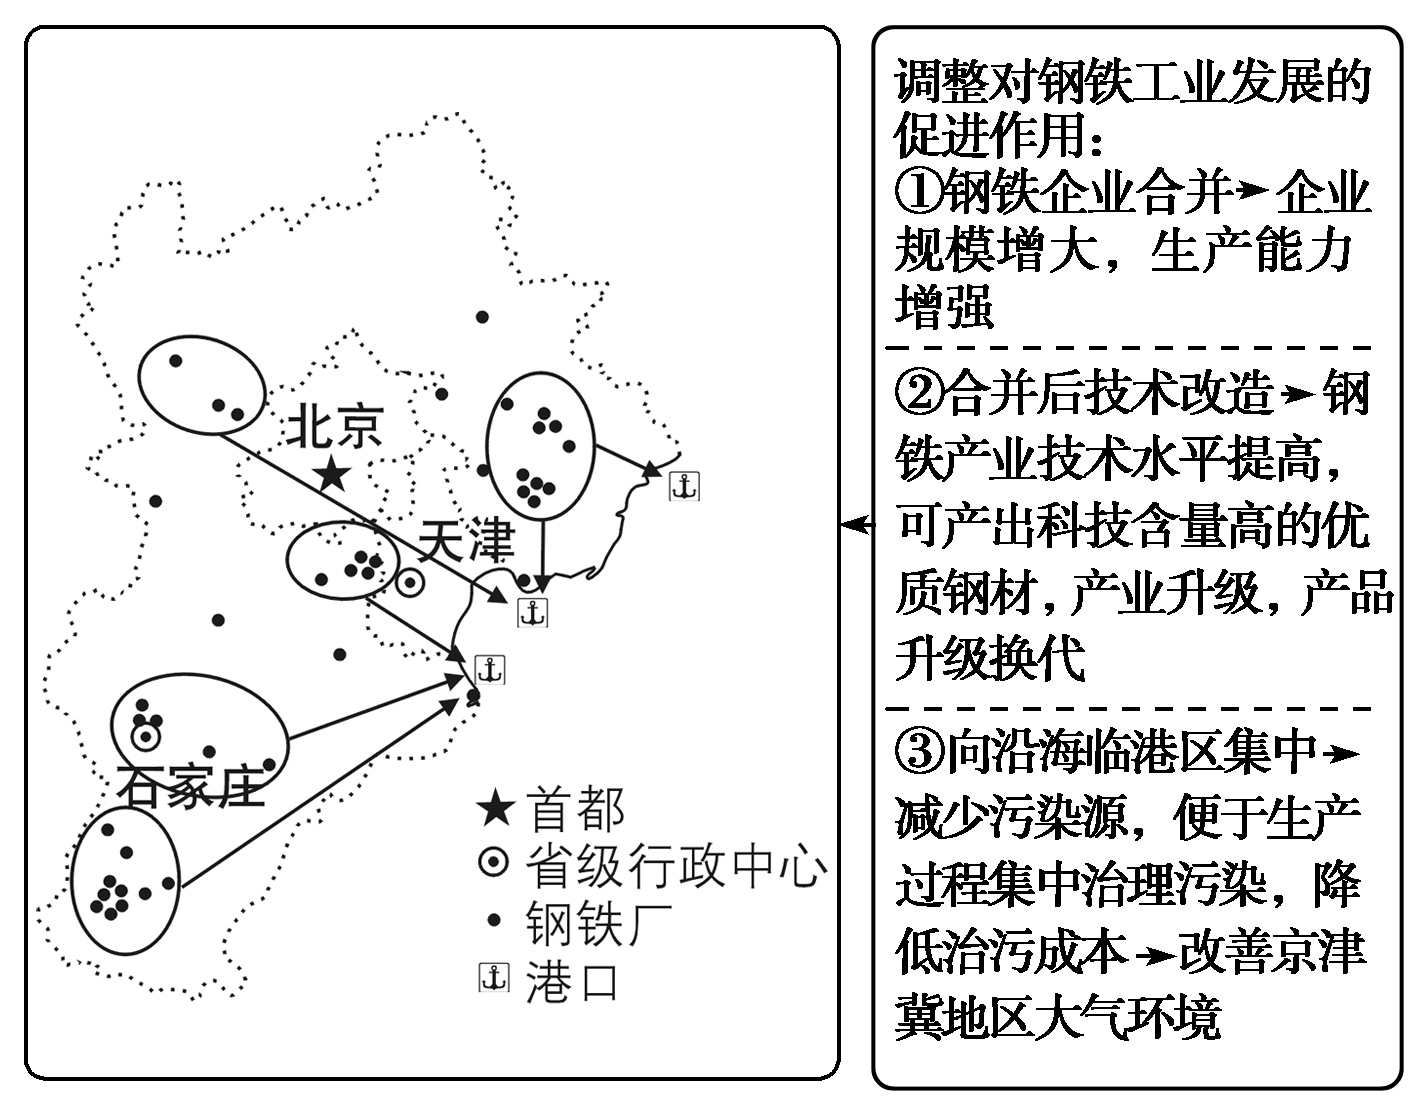 北京
天津
石家庄
首都
省级行政中心
钢铁厂
港口
调整对钢铁工业发展的
促进作用：
①钢铁企业合并→企业
规模增大，生产能力
增强
②合并后技术改造→钢
铁产业技术水平提高，
可产出科技含量高的优
质钢材，产业升级，产品
升级换代
③向沿海临港区集中→
减少污染源，便于生产
过程集中治理污染，降
低治污成本→改善京津
冀地区大气环境